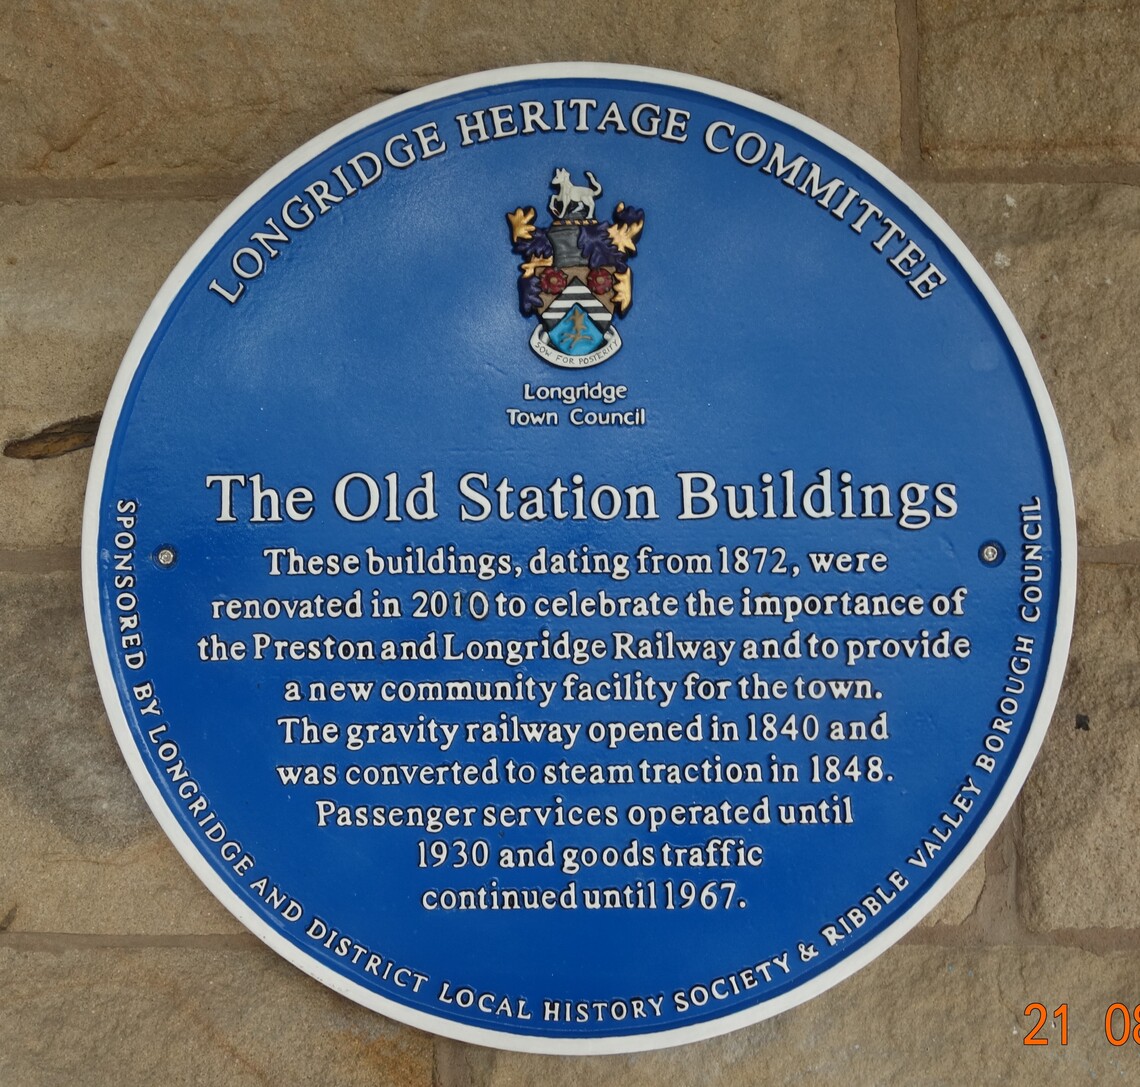 LONGRIDGE HERITAGE COMMITTEE
SOW FOR POSTERITY
Longridge
Town Council
The Old Station Buildings
These buildings, dating from 1872, were
renovated in 2010 to celebrate the importance of
the Preston and Longridge Railway and to provide
a new community facility for the town.
The gravity railway opened in 1840 and
was converted to steam traction in 1848.
Passenger services operated until
1930 and goods traffic
continued until 1967.
SPONSORED BY LONGRIDGE AND DISTRICT LOCAL HISTORY SOCIETY & RIBBLE VALLEY BOROUGH COUNCIL
21 08